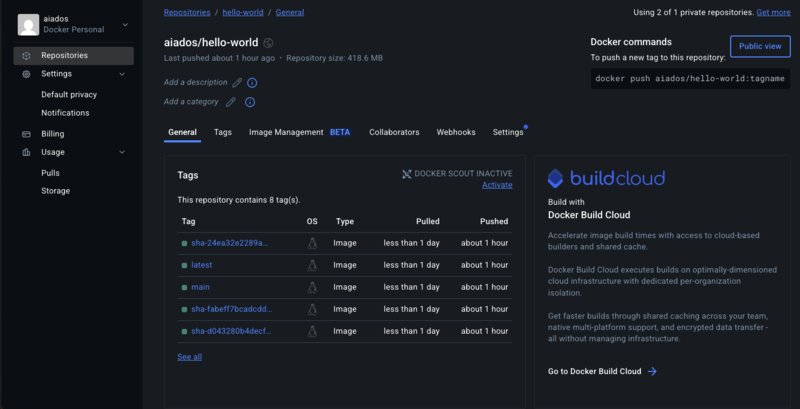 aiados
Docker Personal
Repositories
Settings
Default privacy
Notifications
Billing
Usage
Pulls
Storage
Repositories / hello-world / General
Using 2 of 1 private repositories. Get more
aiados/hello-world
Last pushed about 1 hour ago · Repository size: 418.6 MB
Add a description
Add a category
Docker commands
To push a new tag to this repository:
Public view
docker push aiados/hello-world:tagname
General Tags Image Management BETA Collaborators Webhooks Settings
Tags
DOCKER SCOUT INACTIVE
Activate
This repository contains 8 tag(s).
Tag OS Type Pulled Pushed
sha-24ea32e2289a... Image less than 1 day about 1 hour
latest Image less than 1 day about 1 hour
main Image less than 1 day about 1 hour
sha-fabeff7bcadcdd... Image less than 1 day about 1 hour
sha-d043280b4decf... Image less than 1 day about 1 hour
See all
buildcloud
Build with
Docker Build Cloud
Accelerate image build times with access to cloud-based
builders and shared cache.
Docker Build Cloud executes builds on optimally-dimensioned
cloud infrastructure with dedicated per-organization
isolation.
Get faster builds through shared caching across your team,
native multi-platform support, and encrypted data transfer -
all without managing infrastructure.
Go to Docker Build Cloud